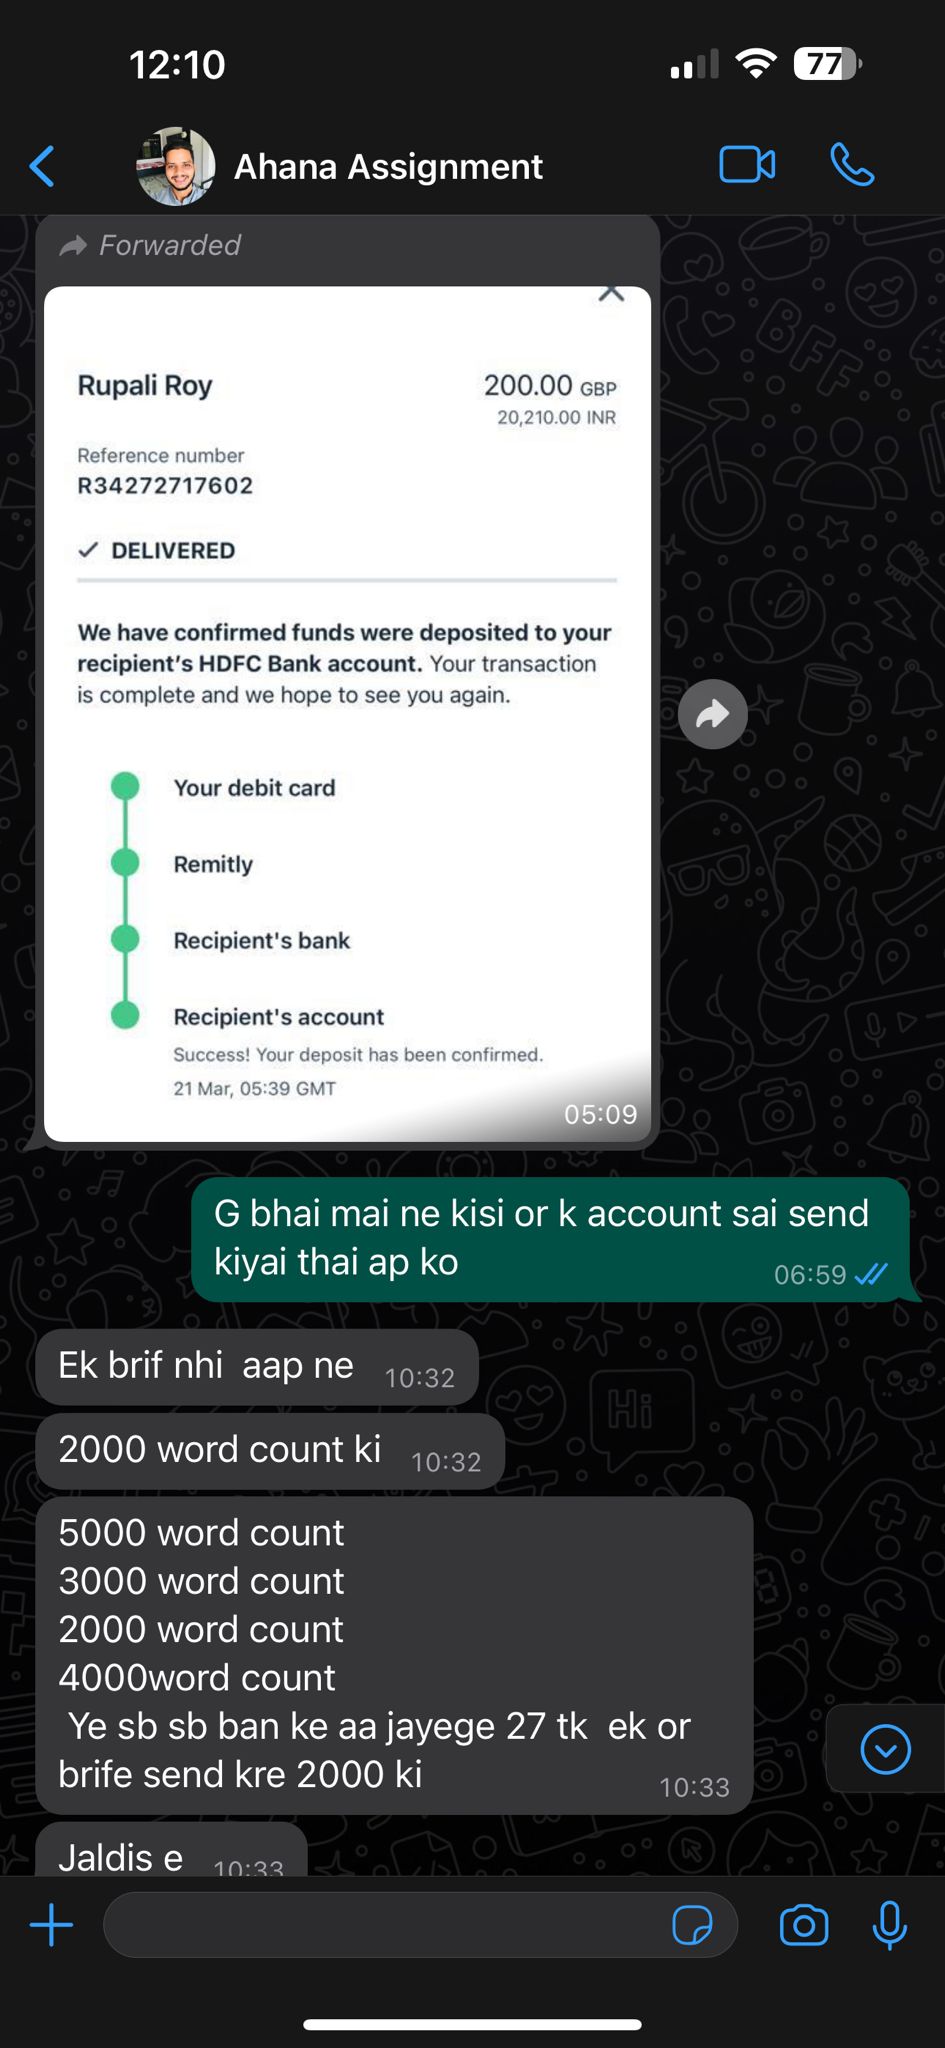 12:10
77
Ahana Assignment
Forwarded
Rupali Roy
200.00 GBP
20,210.00 INR
Reference number
R34272717602
DELIVERED
We have confirmed funds were deposited to your
recipient's HDFC Bank account. Your transaction
is complete and we hope to see you again.
Your debit card
Remitly
Recipient's bank
Recipient's account
Success! Your deposit has been confirmed.
21 Mar, 05:39 GMT
05:09
G bhai mai ne kisi or k account sai send
kiyai thai ap ko
06:59
Ek brif nhi aap ne
10:32
2000 word count ki
10:32
5000 word count
3000 word count
2000 word count
4000word count
Ye sb sb ban ke aa jayege 27 tk ek or
brife send kre 2000 ki
10:33
Jaldis e
10:33